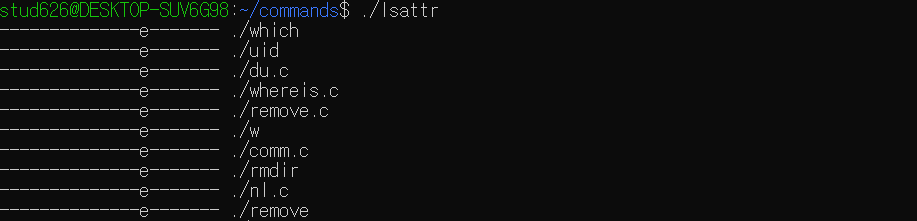 stud626@DESKTOP-SUV6G98:~/commands$ ./lsattr
--------------e------- ./which
--------------e------- ./uid
--------------e------- ./du.c
--------------e------- ./whereis.c
--------------e------- ./remove.c
--------------e------- ./w
--------------e------- ./comm.c
--------------e------- ./rmdir
--------------e------- ./nl.c
--------------e------- ./remove